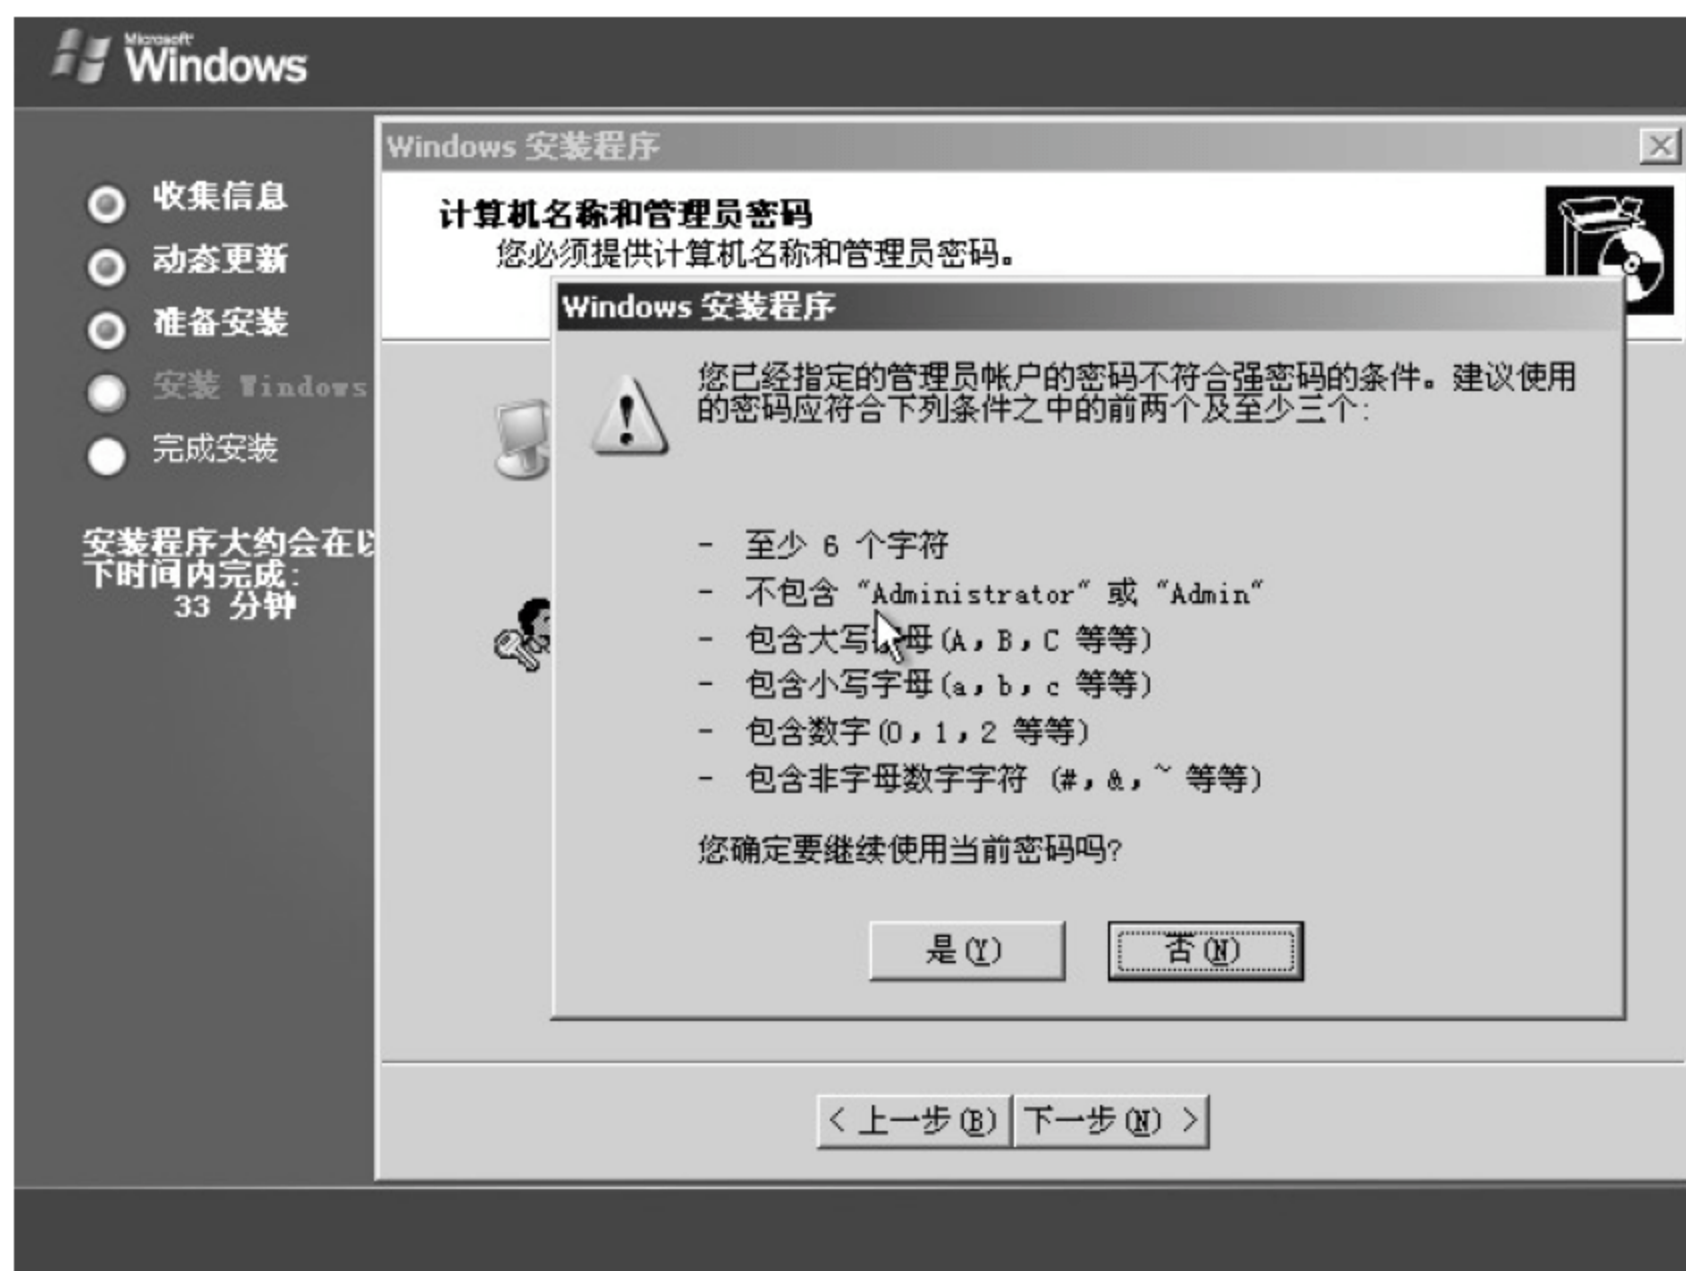 Microsoft
Windows
收集信息
动态更新
准备安装
安装 Windows
完成安装
安装程序大约会在以
下时间内完成:
33 分钟
Windows 安装程序
计算机名称和管理员密码
您必须提供计算机名称和管理员密码。
Windows 安装程序
您已经指定的管理员帐户的密码不符合强密码的条件。建议使用
的密码应符合下列条件之中的前两个及至少三个:
- 至少 6 个字符
- 不包含 “Administrator” 或 “Admin”
- 包含大写字母(A, B, C 等等)
- 包含小写字母(a, b, c 等等)
- 包含数字(0, 1, 2 等等)
- 包含非字母数字字符 (#, &, ~ 等等)
您确定要继续使用当前密码吗?
是(Y)
否(N)
< 上一步(B)
下一步(N) >